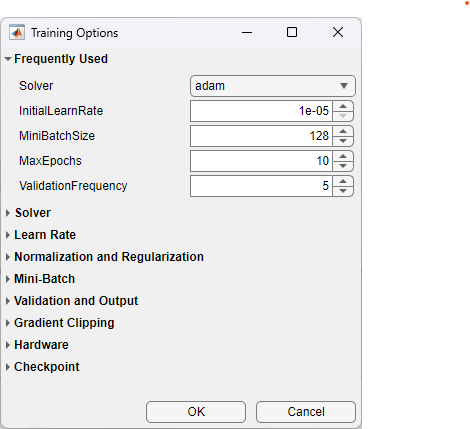 Training Options
Frequently Used
Solver adam
InitialLearnRate 1e-05
MiniBatchSize 128
MaxEpochs 10
ValidationFrequency 5
Solver
Learn Rate
Normalization and Regularization
Mini-Batch
Validation and Output
Gradient Clipping
Hardware
Checkpoint
OK Cancel